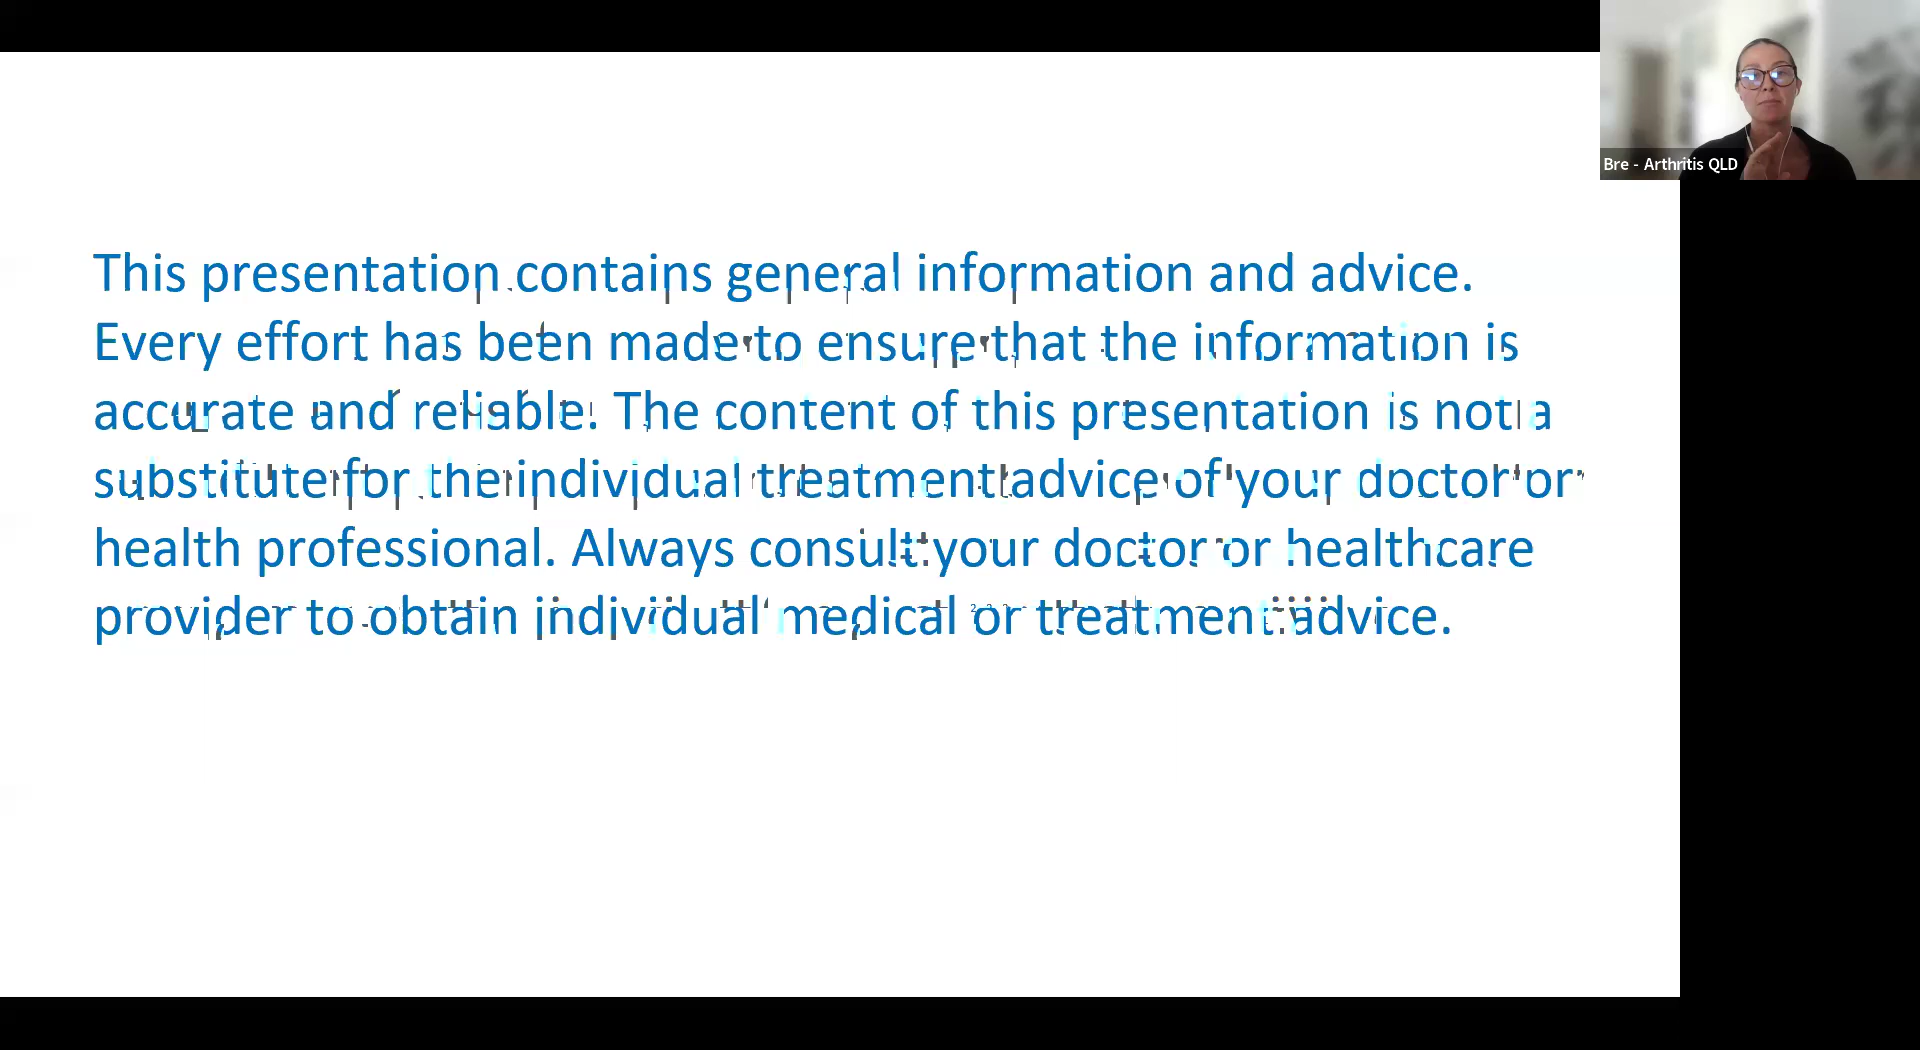 Bre - Arthritis QLD
This presentation contains general information and advice.
Every effort has been made to ensure that the information is
accurate and reliable. The content of this presentation is not a
substitute for the individual treatment advice of your doctor or
health professional. Always consult your doctor or healthcare
provider to obtain individual medical or treatment advice.